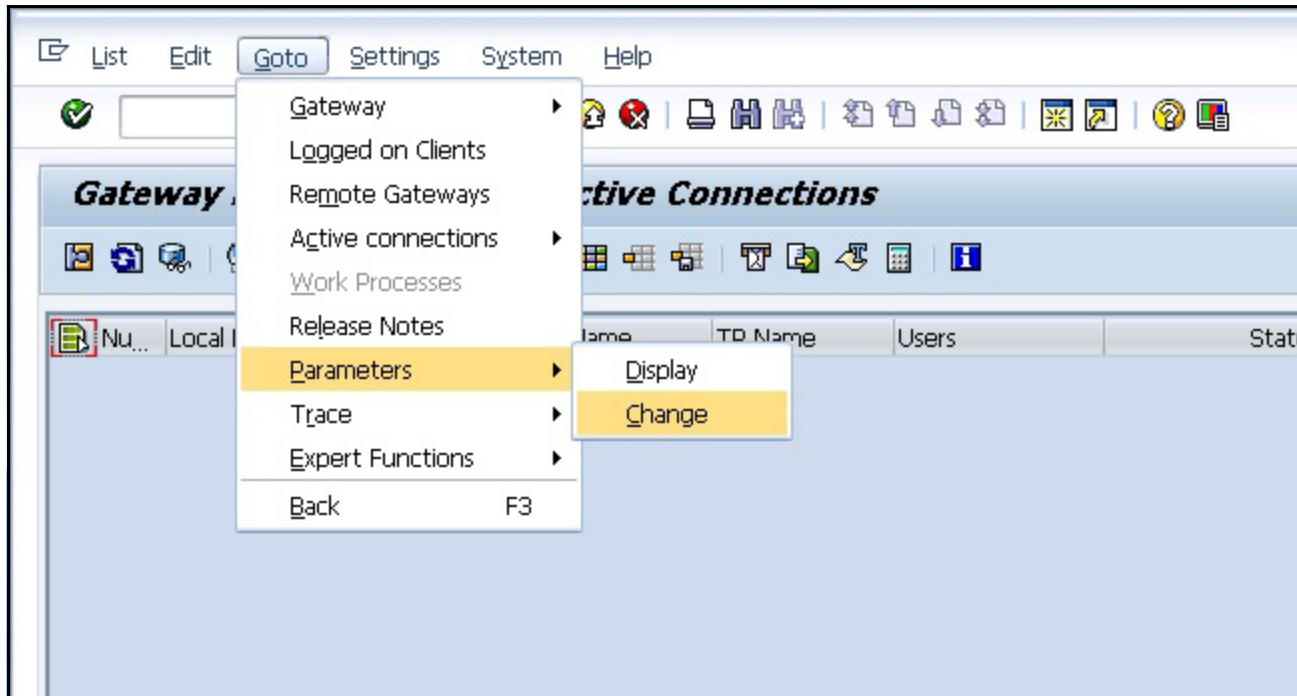 List Edit Goto Settings System Help
Gateway
Logged on Clients
Gateway ctive Connections
Remote Gateways
Active connections
Work Processes
Release Notes
Nu... Local Name TP Name Users Stat
Parameters
Display
Trace
Change
Expert Functions
Back F3